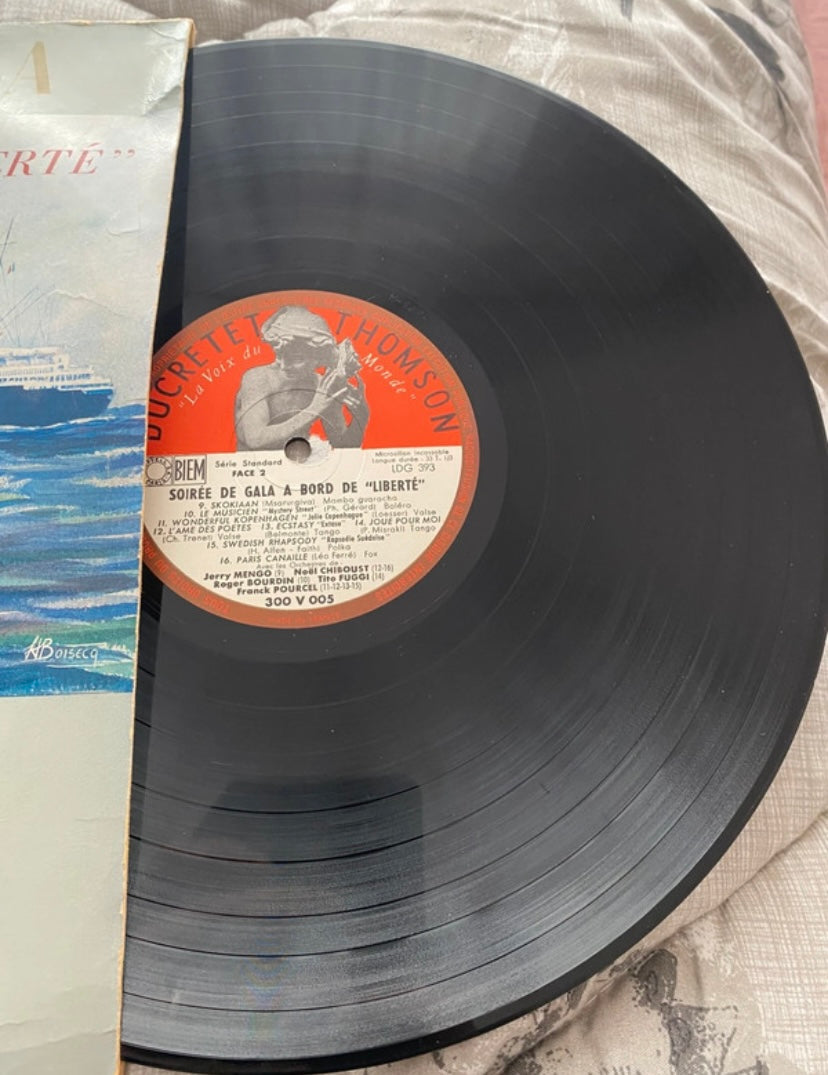 A
ERTÉ”
DUCRETET THOMSON
"La Voix du Monde"
BIEM
Série Standard
FACE 2
Microsillon Incassable
Longue durée - 33 T. 1/3
LDG 393
SOIRÉE DE GALA A BORD DE "LIBERTÉ"
9. SKOKIAAN (Msarurgiva) Mambo guaracha
10. LE MUSICIEN "Mystery Street" (Ph. Gérard) Boléro
11. WONDERFUL KOPENHAGEN "Jolie Copenhague" (Loesser) Valse
12. L'AME DES POETES 13. ECSTASY "Extase" 14. JOUE POUR MOI
(Ch. Trenet) Valse (Belmonte) Tango (P. Misraki) Tango
15. SWEDISH RHAPSODY "Rapsodie Suédoise"
(H. Allen - Faith) Polka
16. PARIS CANAILLE (Léo Ferré) Fox
Avec les Orchestres de :
Jerry MENGO (9) Noël CHIBOUST (12-16)
Roger BOURDIN (10) Tito FUGGI (14)
Franck POURCEL (11-12-13-15)
300 V 005
BOISECQ